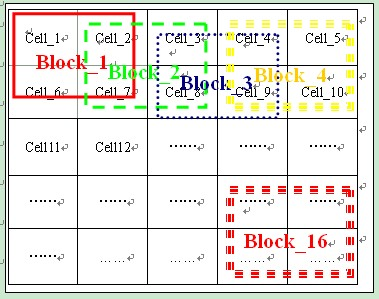 Cell_1 Cell_2 Cell_3 Cell_4 Cell_5
Block_1 Block_2 Block_3 Block_4
Cell_6 Cell_7 Cell_8 Cell_9 Cell_10
Cell11 Cell12 ······ ······ ······
······ ······ ······ ······ ······
Block_16
······ ...... ...... ...... ......